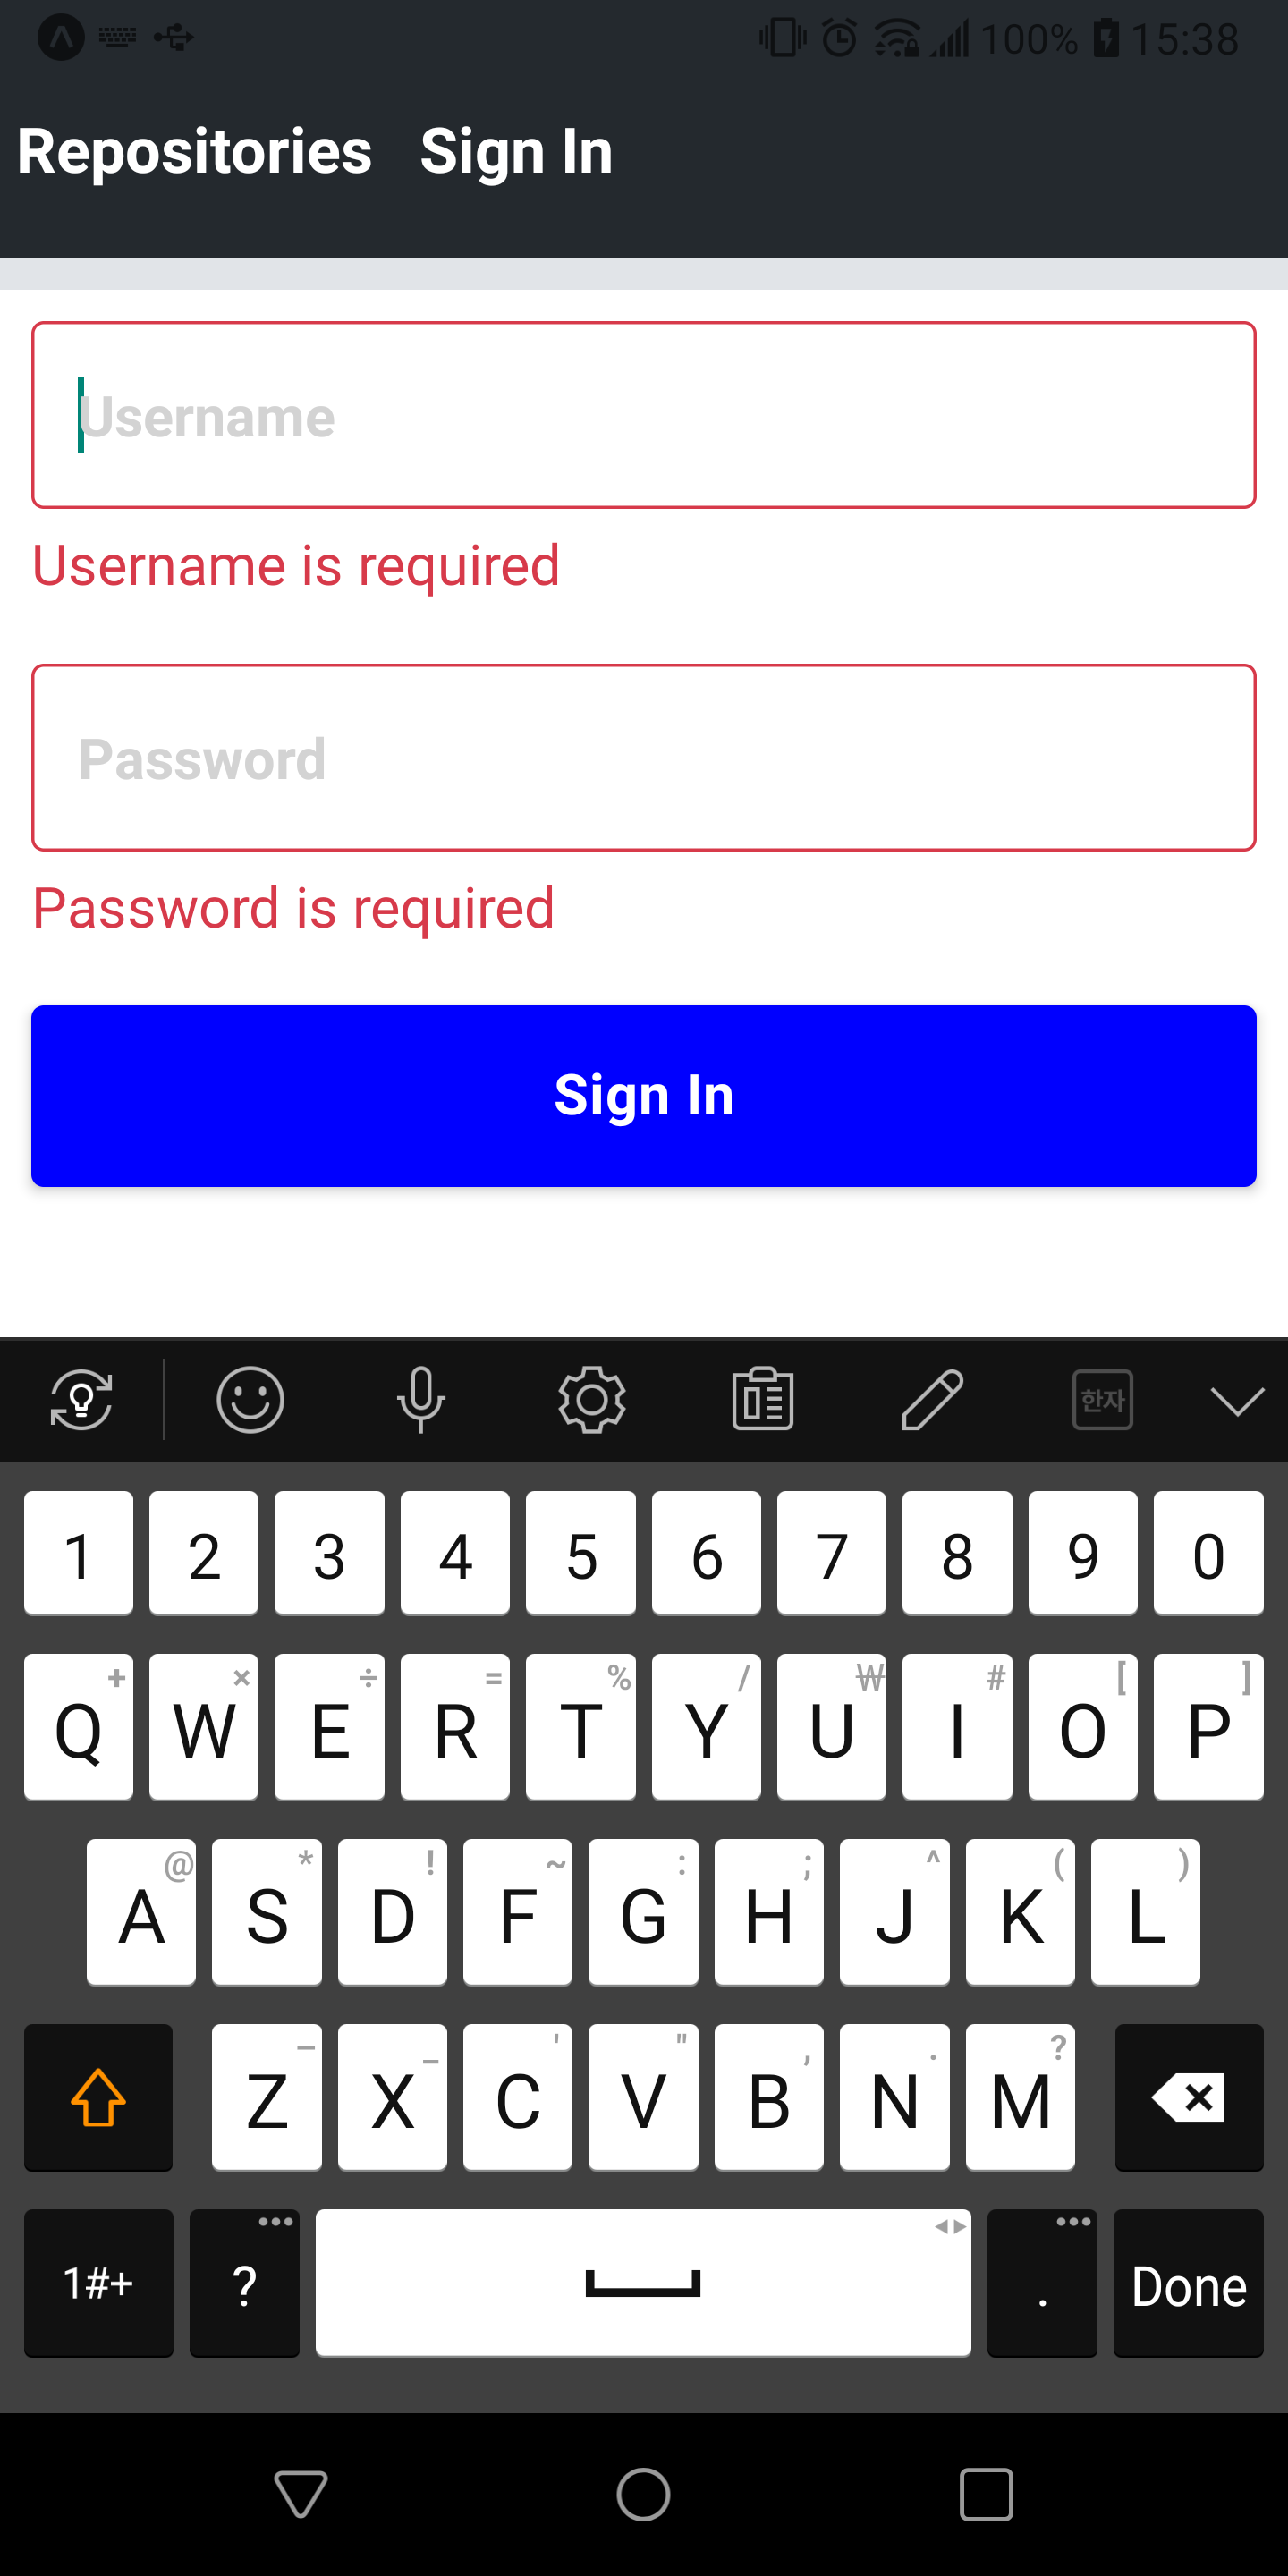 100% 15:38
Repositories Sign In
Username
Username is required
Password
Password is required
Sign In
한자
1 2 3 4 5 6 7 8 9 0
+ × ÷ = % / ₩ # [ ]
Q W E R T Y U I O P
@ * ! ~ : ; ^ ( )
A S D F G H J K L
– _ ' " , . ?
Z X C V B N M
1#+ ? . Done